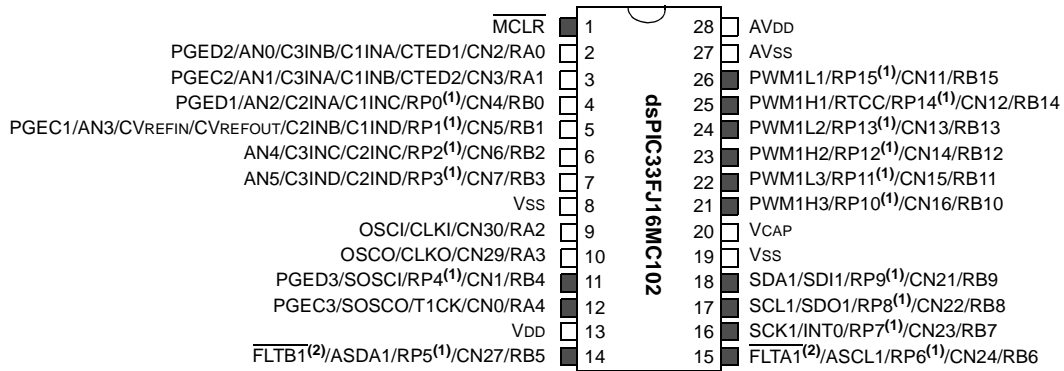 MCLR 1 28 AVDD
PGED2/AN0/C3INB/C1INA/CTED1/CN2/RA0 2 27 AVSS
PGEC2/AN1/C3INA/C1INB/CTED2/CN3/RA1 3 26 PWM1L1/RP15(1)/CN11/RB15
PGED1/AN2/C2INA/C1INC/RP0(1)/CN4/RB0 4 25 PWM1H1/RTCC/RP14(1)/CN12/RB14
PGEC1/AN3/CVREFIN/CVREFOUT/C2INB/C1IND/RP1(1)/CN5/RB1 5 24 PWM1L2/RP13(1)/CN13/RB13
AN4/C3INC/C2INC/RP2(1)/CN6/RB2 6 23 PWM1H2/RP12(1)/CN14/RB12
AN5/C3IND/C2IND/RP3(1)/CN7/RB3 7 22 PWM1L3/RP11(1)/CN15/RB11
VSS 8 21 PWM1H3/RP10(1)/CN16/RB10
OSCI/CLKI/CN30/RA2 9 20 VCAP
OSCO/CLKO/CN29/RA3 10 19 VSS
PGED3/SOSCI/RP4(1)/CN1/RB4 11 18 SDA1/SDI1/RP9(1)/CN21/RB9
PGEC3/SOSCO/T1CK/CN0/RA4 12 17 SCL1/SDO1/RP8(1)/CN22/RB8
VDD 13 16 SCK1/INT0/RP7(1)/CN23/RB7
FLTB1(2)/ASDA1/RP5(1)/CN27/RB5 14 15 FLTA1(2)/ASCL1/RP6(1)/CN24/RB6
dsPIC33FJ16MC102